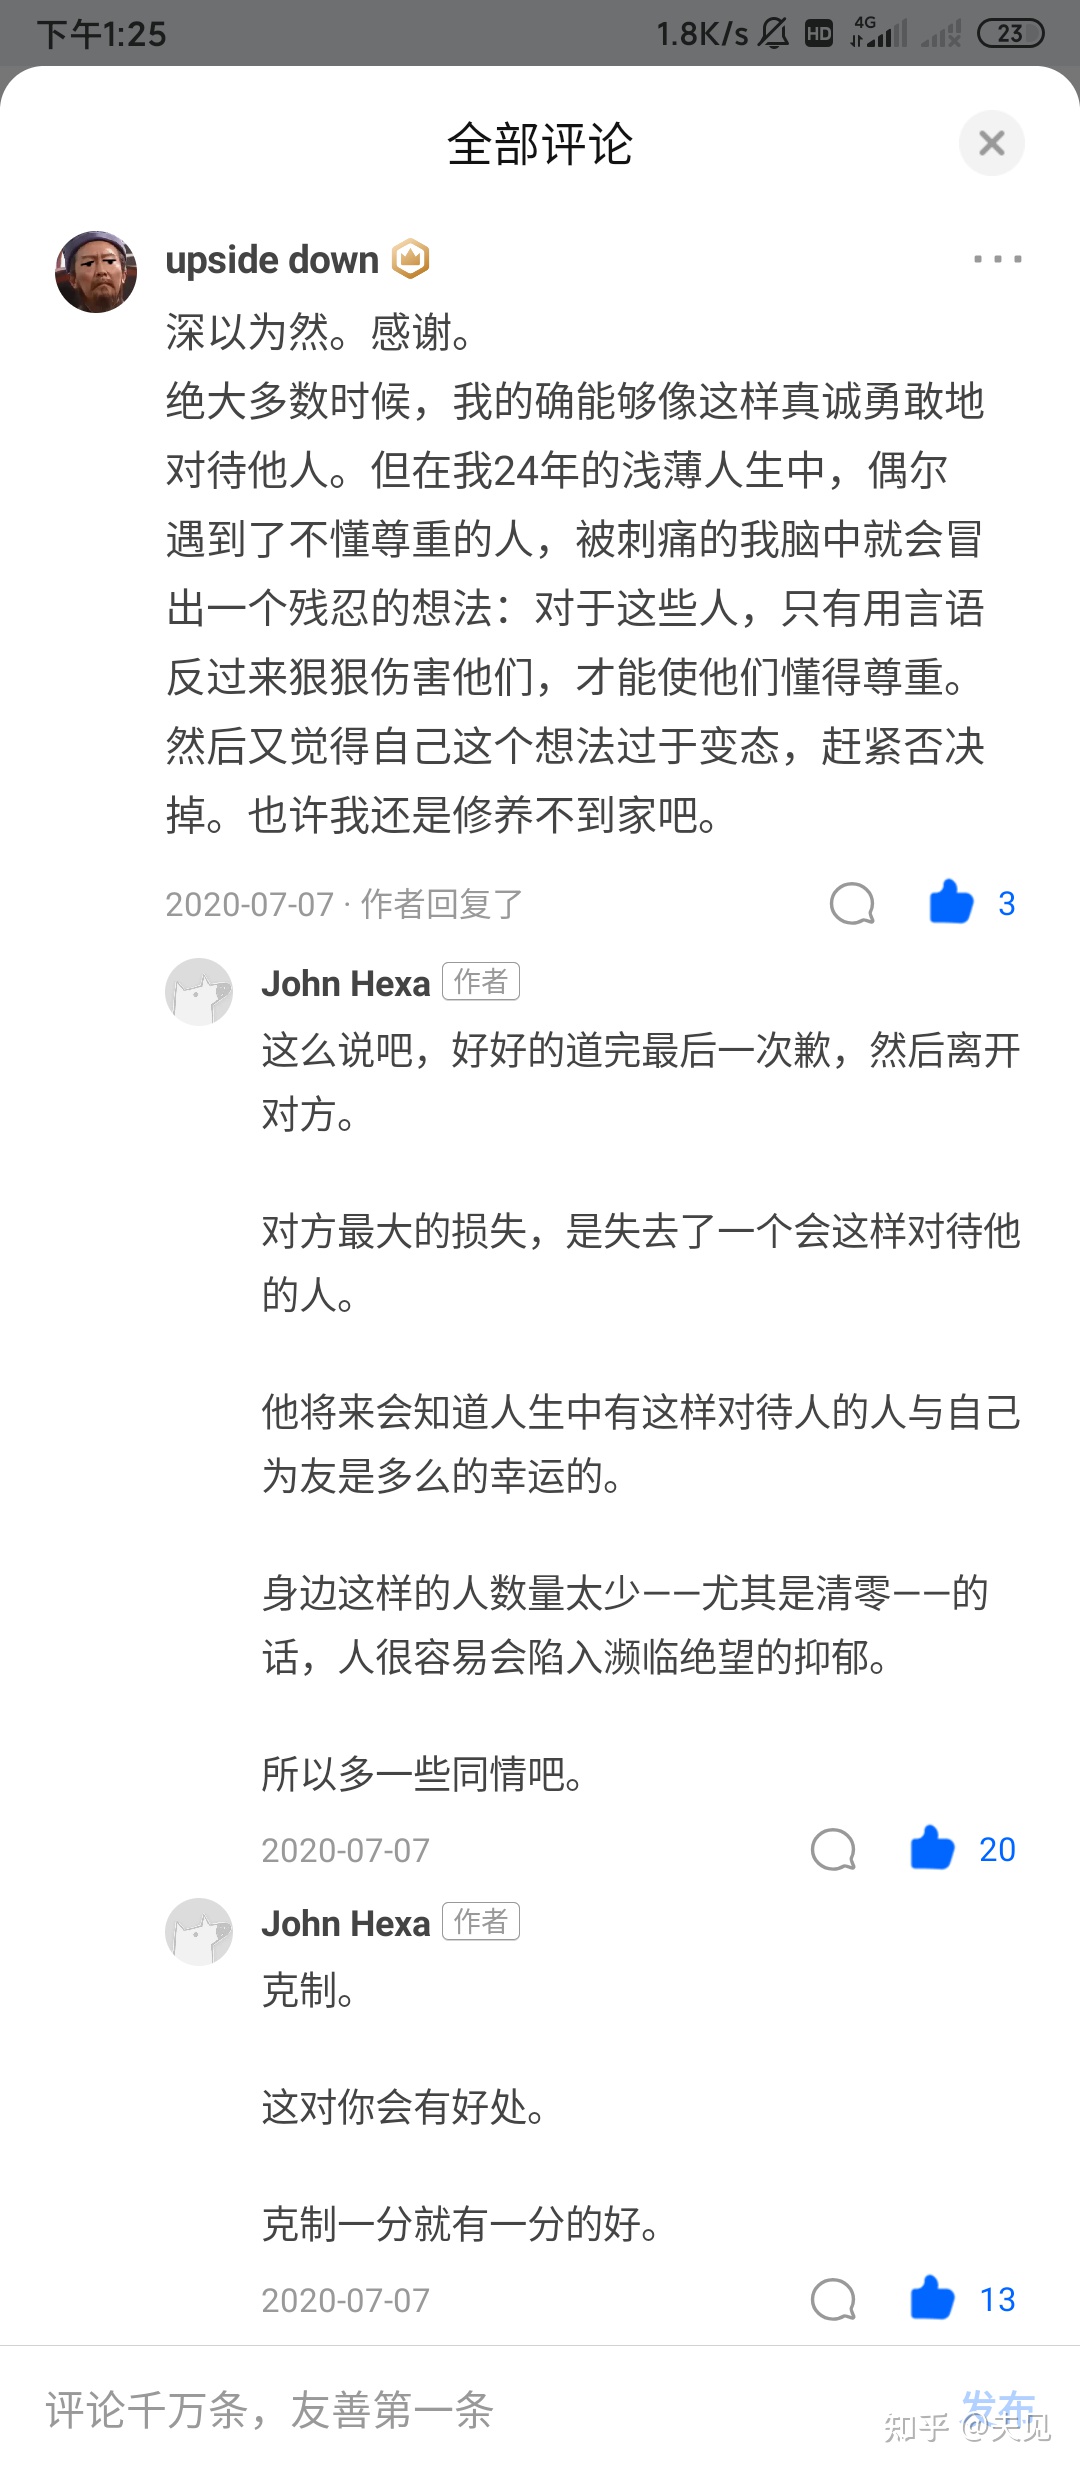 下午1:25
1.8K/s HD 4G 23
全部评论
upside down
深以为然。感谢。
绝大多数时候，我的确能够像这样真诚勇敢地
对待他人。但在我24年的浅薄人生中，偶尔
遇到了不懂尊重的人，被刺痛的我脑中就会冒
出一个残忍的想法：对于这些人，只有用言语
反过来狠狠伤害他们，才能使他们懂得尊重。
然后又觉得自己这个想法过于变态，赶紧否决
掉。也许我还是修养不到家吧。
2020-07-07 · 作者回复了
3
John Hexa 作者
这么说吧，好好的道完最后一次歉，然后离开
对方。
对方最大的损失，是失去了一个会这样对待他
的人。
他将来会知道人生中有这样对待人的人与自己
为友是多么的幸运的。
身边这样的人数量太少——尤其是清零——的
话，人很容易会陷入濒临绝望的抑郁。
所以多一些同情吧。
2020-07-07
20
John Hexa 作者
克制。
这对你会有好处。
克制一分就有一分的好。
2020-07-07
13
评论千万条，友善第一条
发布
知乎 @天见